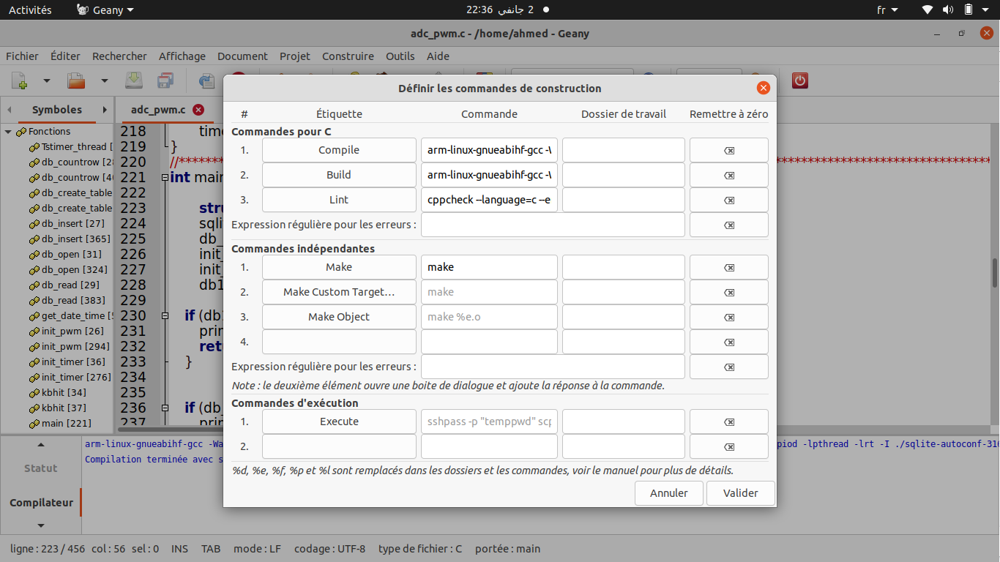 Activités Geany 22:36 2 جانفي fr
adc_pwm.c - /home/ahmed - Geany
Fichier Éditer Rechercher Affichage Document Projet Construire Outils Aide
Définir les commandes de construction
Symboles adc_pwm.c
# Étiquette Commande Dossier de travail Remettre à zéro
Fonctions
Tstimer_thread [
db_countrow [28
db_countrow [40
db_create_table
db_create_table
db_insert [27]
db_insert [365]
db_open [31]
db_open [324]
db_read [29]
db_read [383]
get_date_time [5
init_pwm [26]
init_pwm [294]
init_timer [36]
init_timer [276]
kbhit [34]
kbhit [37]
main [221]
218 time
219 }
220 //****
221 int main
222
223 stru
224 sqli
225 db_
226 init_
227 init_
228 db1
229
230 if (db1
231 prin
232 retu
233 }
234
235
236 if (db_
237 prin
Commandes pour C
1. Compile arm-linux-gnueabihf-gcc -W
2. Build arm-linux-gnueabihf-gcc -W
3. Lint cppcheck --language=c --e
Expression régulière pour les erreurs :
Commandes indépendantes
1. Make make
2. Make Custom Target... make
3. Make Object make %e.o
4.
Expression régulière pour les erreurs :
Note : le deuxième élément ouvre une boite de dialogue et ajoute la réponse à la commande.
Commandes d'exécution
1. Execute sshpass -p "temppwd" scp
2.
%d, %e, %f, %p et %l sont remplacés dans les dossiers et les commandes, voir le manuel pour plus de détails.
Annuler Valider
Statut
Compilateur
arm-linux-gnueabihf-gcc -Wa
piod -lpthread -lrt -I ./sqlite-autoconf-316
Compilation terminée avec s
ligne : 223 / 456 col : 56 sel : 0 INS TAB mode : LF codage : UTF-8 type de fichier : C portée : main